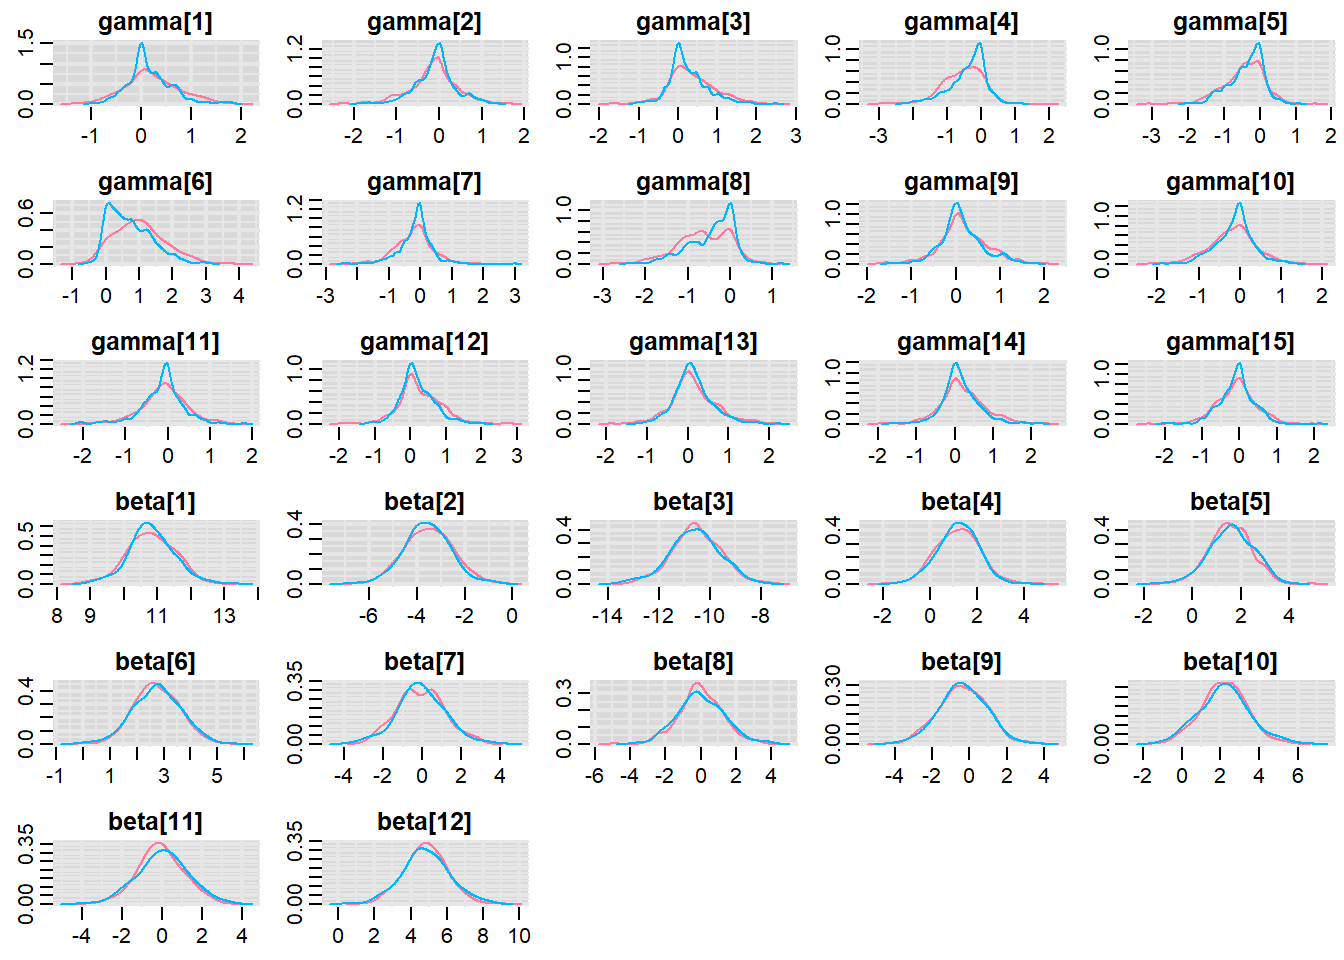 gamma[1] gamma[2] gamma[3] gamma[4] gamma[5]
0.0 1.5 0.0 1.2 0.0 1.0 0.0 1.0 0.0 1.0
-1 0 1 2 -2 -1 0 1 2 -2 -1 0 1 2 3 -3 -2 -1 0 1 2 -3 -2 -1 0 1 2
gamma[6] gamma[7] gamma[8] gamma[9] gamma[10]
0.0 0.6 0.0 1.2 0.0 1.0 0.0 1.0 0.0 1.0
-1 0 1 2 3 4 -3 -1 0 1 2 3 -3 -2 -1 0 1 -2 -1 0 1 2 -2 -1 0 1 2
gamma[11] gamma[12] gamma[13] gamma[14] gamma[15]
0.0 1.2 0.0 1.0 0.0 1.0 0.0 1.0 0.0 1.0
-2 -1 0 1 2 -2 -1 0 1 2 3 -2 -1 0 1 2 -2 -1 0 1 2 -2 -1 0 1 2
beta[1] beta[2] beta[3] beta[4] beta[5]
0.0 0.5 0.0 0.4 0.0 0.4 0.0 0.4 0.0 0.4
8 9 11 13 -6 -4 -2 0 -14 -12 -10 -8 -2 0 2 4 -2 0 2 4
beta[6] beta[7] beta[8] beta[9] beta[10]
0.0 0.4 0.00 0.35 0.0 0.3 0.00 0.30 0.00 0.30
-1 1 3 5 -4 -2 0 2 4 -6 -4 -2 0 2 4 -4 -2 0 2 4 -2 0 2 4 6
beta[11] beta[12]
0.00 0.35 0.00 0.35
-4 -2 0 2 4 0 2 4 6 8 10